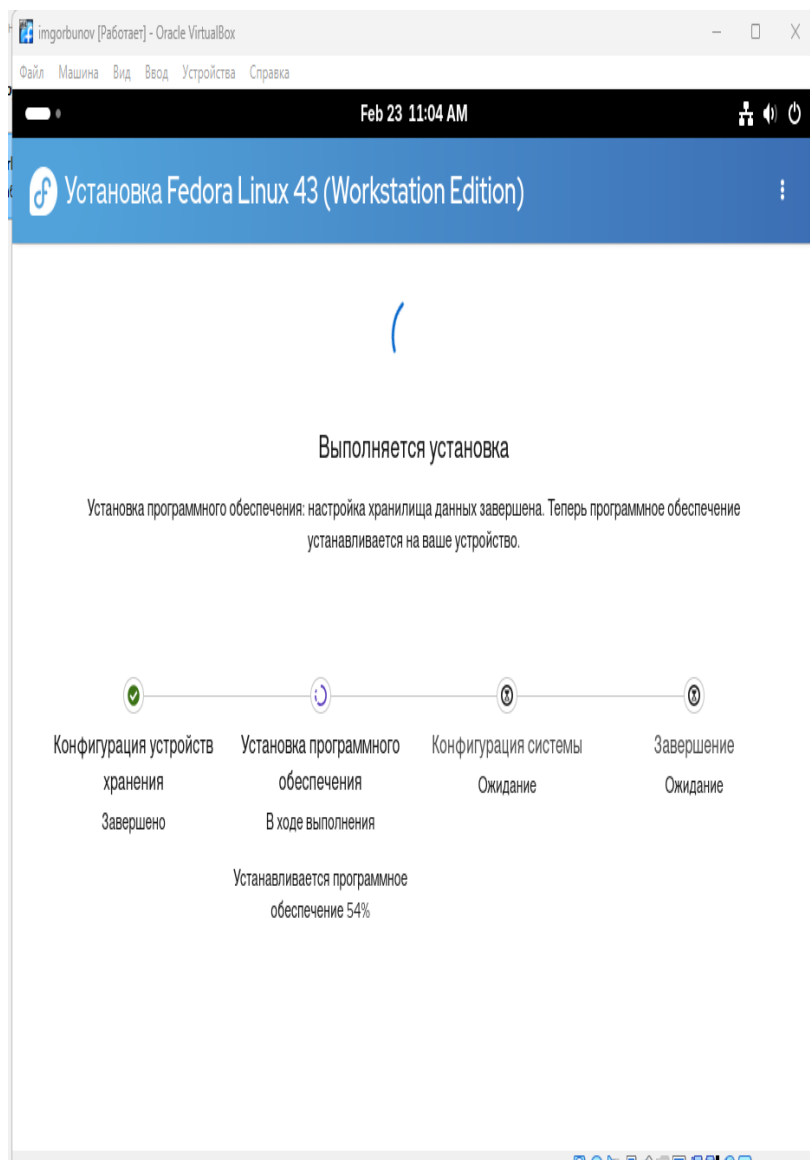 imgorbunov [Работает] - Oracle VirtualBox
Файл Машина Вид Ввод Устройства Справка
Feb 23 11:04 AM
Установка Fedora Linux 43 (Workstation Edition)
Выполняется установка
Установка программного обеспечения: настройка хранилища данных завершена. Теперь программное обеспечение
устанавливается на ваше устройство.
Конфигурация устройств
хранения
Завершено
Установка программного
обеспечения
В ходе выполнения
Устанавливается программное
обеспечение 54%
Конфигурация системы
Ожидание
Завершение
Ожидание